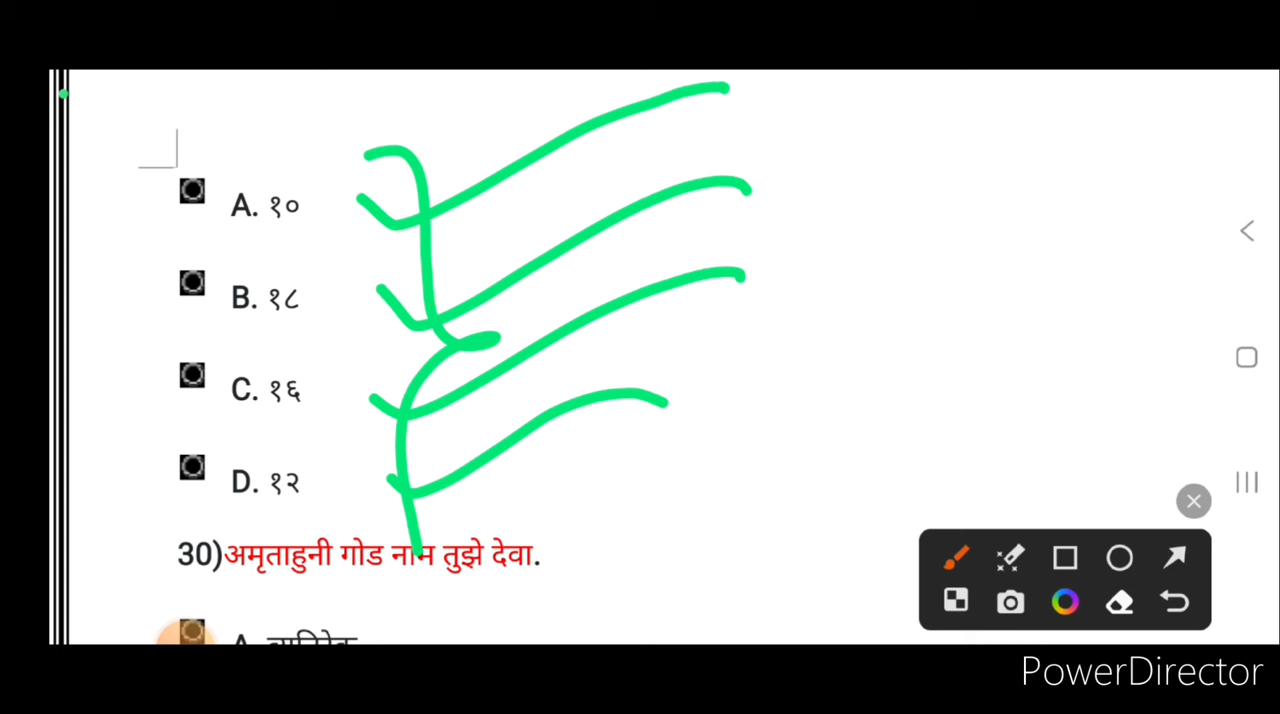 A. १०
B. १८
C. १६
D. १२
30)अमृताहुनी गोड नाम तुझे देवा.
A.
PowerDirector